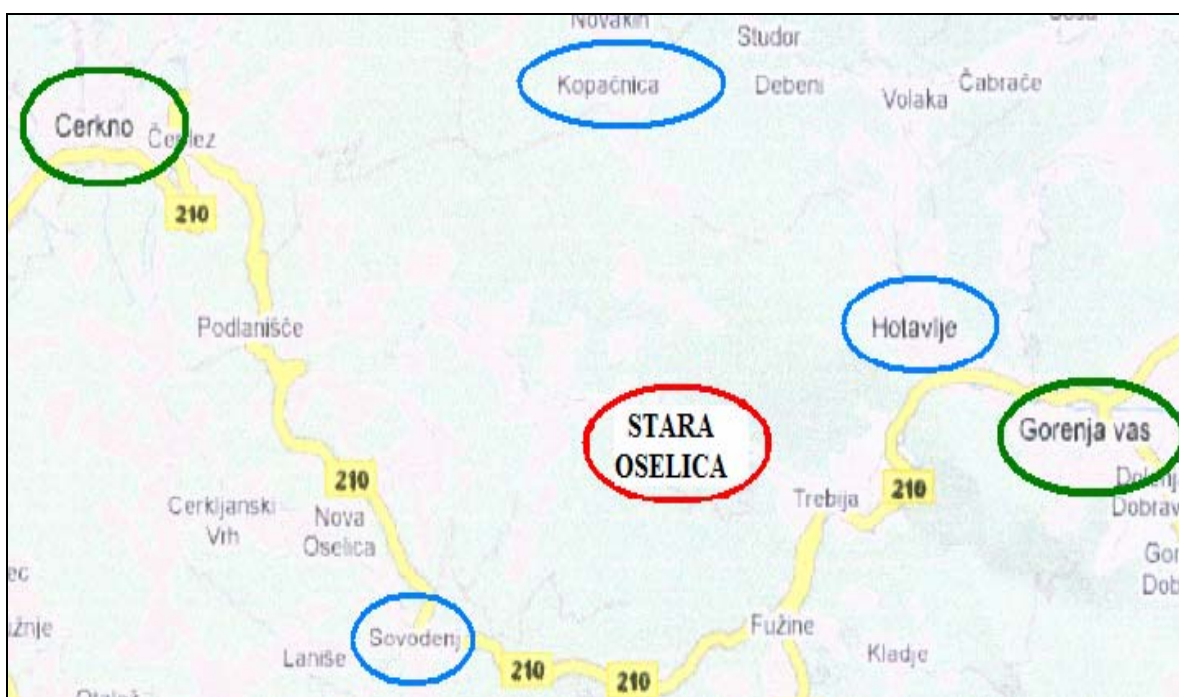 Novakin
Studor
Kopačnica
Debeni
Čabrače
Volaka
Cerkno
210
Podlanišče
Hotavlje
STARA
OSELICA
Gorenja vas
210
210
Trebija
Cerkljanski
Vrh
Nova
Oselica
Sovodenj
Laniše
Fužine
Kladje
210
210